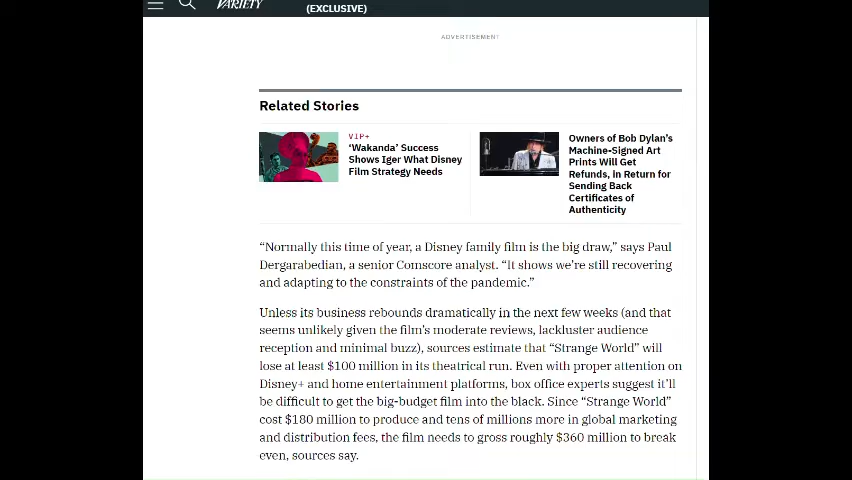 VARIETY
(EXCLUSIVE)
ADVERTISEMENT
Related Stories
VIP+
‘Wakanda’ Success
Shows Iger What Disney
Film Strategy Needs
Owners of Bob Dylan’s
Machine-Signed Art
Prints Will Get
Refunds, in Return for
Sending Back
Certificates of
Authenticity
“Normally this time of year, a Disney family film is the big draw,” says Paul
Dergarabedian, a senior Comscore analyst. “It shows we’re still recovering
and adapting to the constraints of the pandemic.”
Unless its business rebounds dramatically in the next few weeks (and that
seems unlikely given the film’s moderate reviews, lackluster audience
reception and minimal buzz), sources estimate that “Strange World” will
lose at least $100 million in its theatrical run. Even with proper attention on
Disney+ and home entertainment platforms, box office experts suggest it’ll
be difficult to get the big-budget film into the black. Since “Strange World”
cost $180 million to produce and tens of millions more in global marketing
and distribution fees, the film needs to gross roughly $360 million to break
even, sources say.